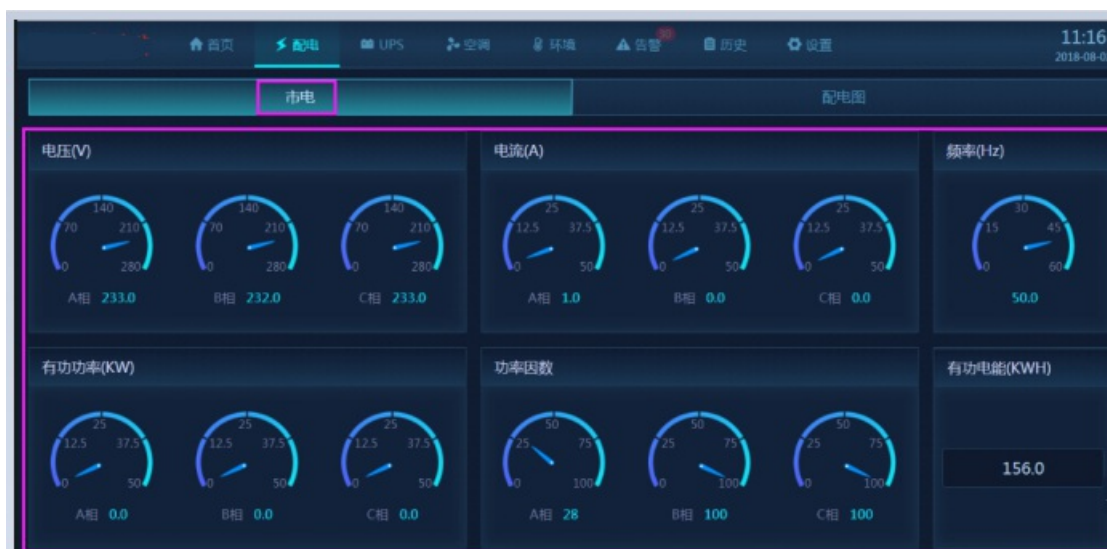 首页 配电 UPS 空调 环境 告警 30 历史 设置 11:16
2018-08-0
市电 配电图
电压(V) 电流(A) 频率(Hz)
140 140 140 25 25 25 30
70 210 70 210 70 210 12.5 37.5 12.5 37.5 12.5 37.5 15 45
0 280 0 280 0 280 0 50 0 50 0 50 0 60
A相 233.0 B相 232.0 C相 233.0 A相 1.0 B相 0.0 C相 0.0 50.0
有功功率(KW) 功率因数 有功电能(KWH)
25 25 25 50 50 50
12.5 37.5 12.5 37.5 12.5 37.5 25 75 25 75 25 75
156.0
0 50 0 50 0 50 0 100 0 100 0 100
A相 0.0 B相 0.0 C相 0.0 A相 28 B相 100 C相 100